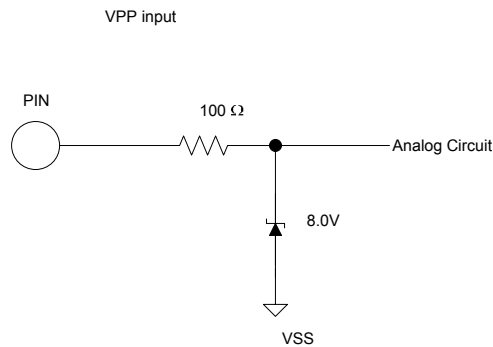 VPP input
PIN
100 Ω
Analog Circuit
8.0V
VSS